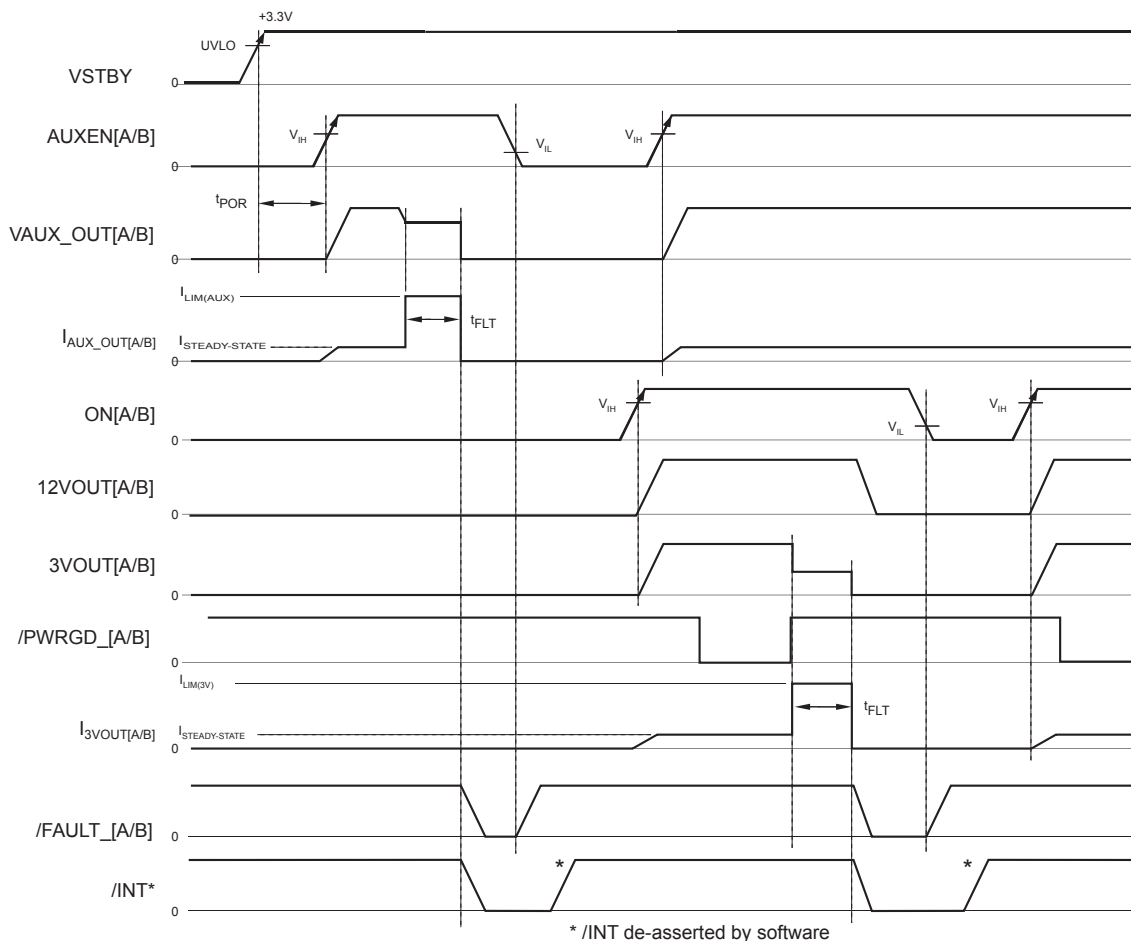 +3.3V
UVLO
VSTBY
0
AUXEN[A/B]
VIH
VIL
VIH
0
tPOR
VAUX_OUT[A/B]
0
ILIM(AUX)
tFLT
IAUX_OUT[A/B]
ISTEADY-STATE
0
ON[A/B]
VIH
VIL
VIH
0
12VOUT[A/B]
0
3VOUT[A/B]
0
/PWRGD_[A/B]
0
ILIM(3V)
tFLT
I3VOUT[A/B]
ISTEADY-STATE
0
/FAULT_[A/B]
0
* *
/INT*
0
* /INT de-asserted by software